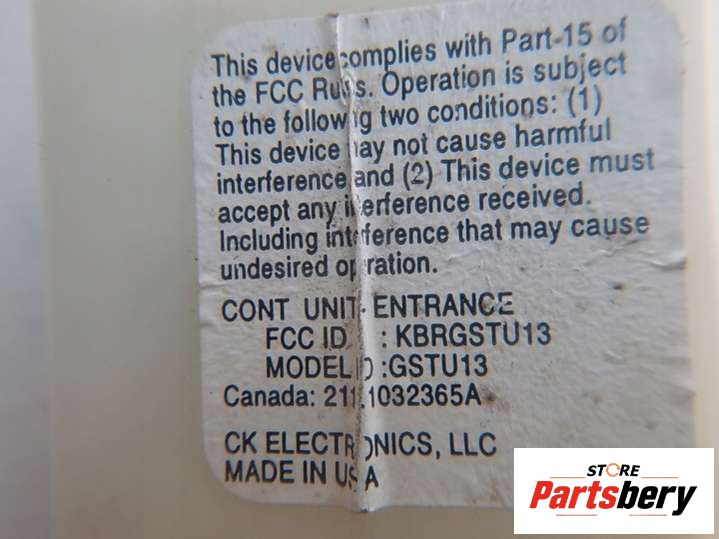 This device complies with Part-15 of
the FCC Rules. Operation is subject
to the following two conditions: (1)
This device may not cause harmful
interference and (2) This device must
accept any interference received.
Including interference that may cause
undesired operation.
CONT UNIT- ENTRANCE
FCC ID : KBRGSTU13
MODEL ID :GSTU13
Canada: 1032365A
CK ELECTRONICS, LLC
MADE IN USA
STORE
Partsbery